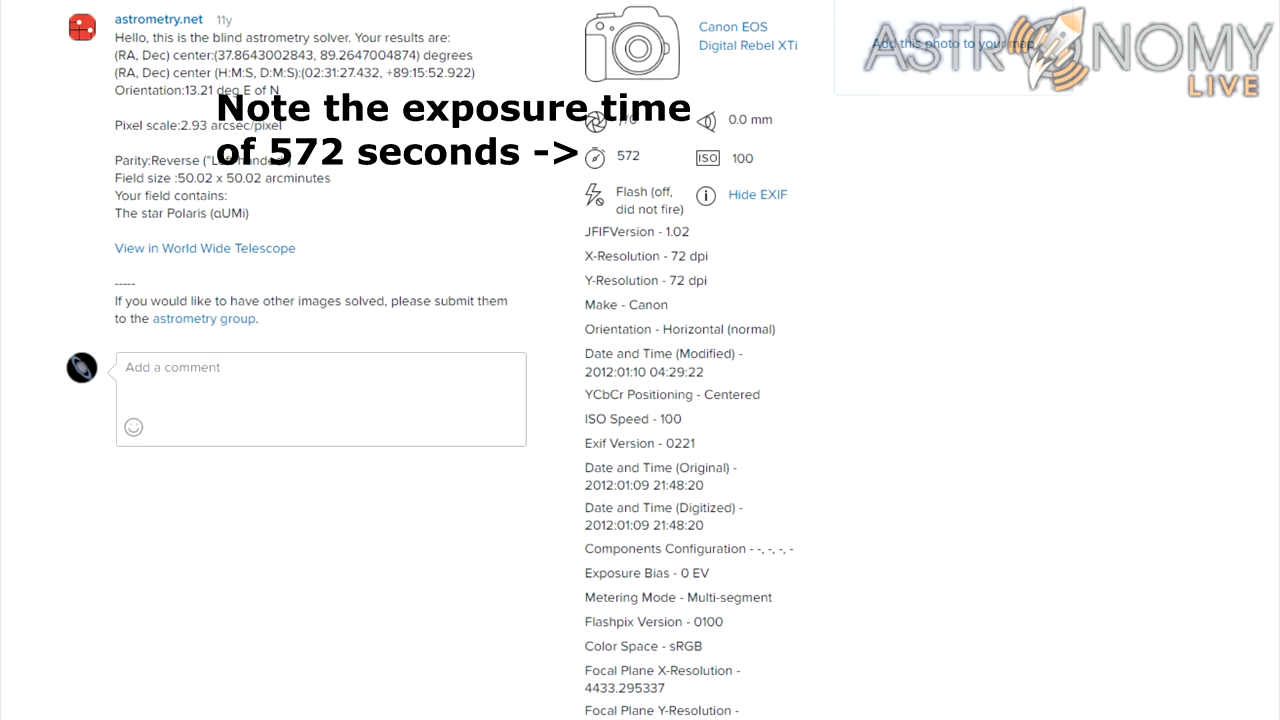 astrometry.net 11y
Hello, this is the blind astrometry solver. Your results are:
(RA, Dec) center:(37.8643002843, 89.2647004874) degrees
(RA, Dec) center (H:M:S, D:M:S):(02:31:27.432, +89:15:52.922)
Orientation:13.21 deg E of N
Pixel scale:2.93 arcsec/pixel
Parity:Reverse ("Left-handed")
Field size :50.02 x 50.02 arcminutes
Your field contains:
The star Polaris (αUMi)
View in World Wide Telescope
-----
If you would like to have other images solved, please submit them
to the astrometry group.
Add a comment
Note the exposure time
of 572 seconds ->
Canon EOS
Digital Rebel XTi
0.0 mm
572
ISO 100
Flash (off,
did not fire)
Hide EXIF
JFIFVersion - 1.02
X-Resolution - 72 dpi
Y-Resolution - 72 dpi
Make - Canon
Orientation - Horizontal (normal)
Date and Time (Modified) -
2012:01:10 04:29:22
YCbCr Positioning - Centered
ISO Speed - 100
Exif Version - 0221
Date and Time (Original) -
2012:01:09 21:48:20
Date and Time (Digitized) -
2012:01:09 21:48:20
Components Configuration - -, -, -, -
Exposure Bias - 0 EV
Metering Mode - Multi-segment
Flashpix Version - 0100
Color Space - sRGB
Focal Plane X-Resolution -
4433.295337
Focal Plane Y-Resolution -
Add this photo to your map
ASTRONOMY
LIVE